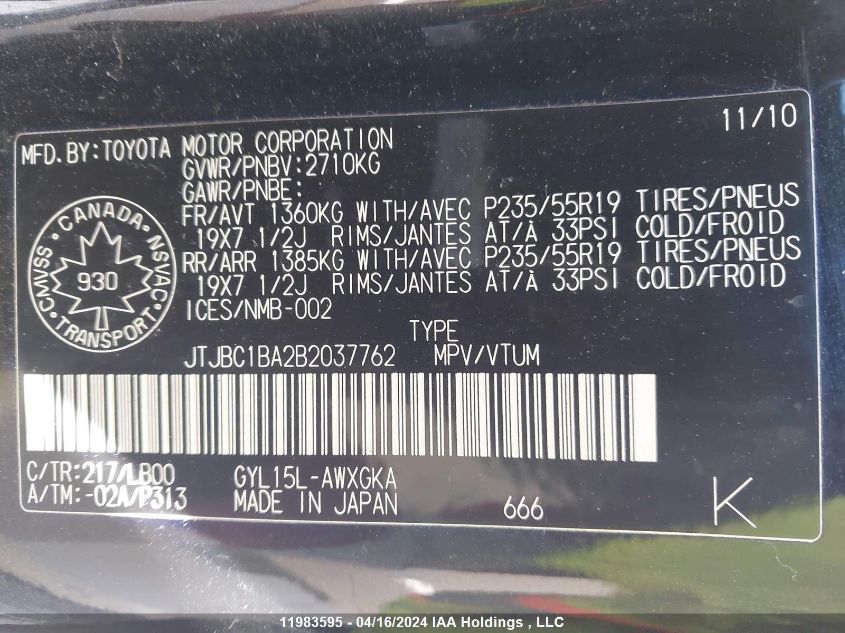 11/10
MFD.BY:TOYOTA MOTOR CORPORATION
GVWR/PNBV:2710KG
GAWR/PNBE:
FR/AVT 1360KG WITH/AVEC P235/55R19 TIRES/PNEUS
19X7 1/2J RIMS/JANTES AT/À 33PSI COLD/FROID
RR/ARR 1385KG WITH/AVEC P235/55R19 TIRES/PNEUS
19X7 1/2J RIMS/JANTES AT/À 33PSI COLD/FROID
ICES/NMB-002
CANADA
CMVSS • NSVAC
930
TRANSPORT
TYPE
JTJBC1BA2B2037762 MPV/VTUM
C/TR:217/LB00 GYL15L-AWXGKA
A/TM:-02A/P313 MADE IN JAPAN 666 K
11983595 - 04/16/2024 IAA Holdings , LLC